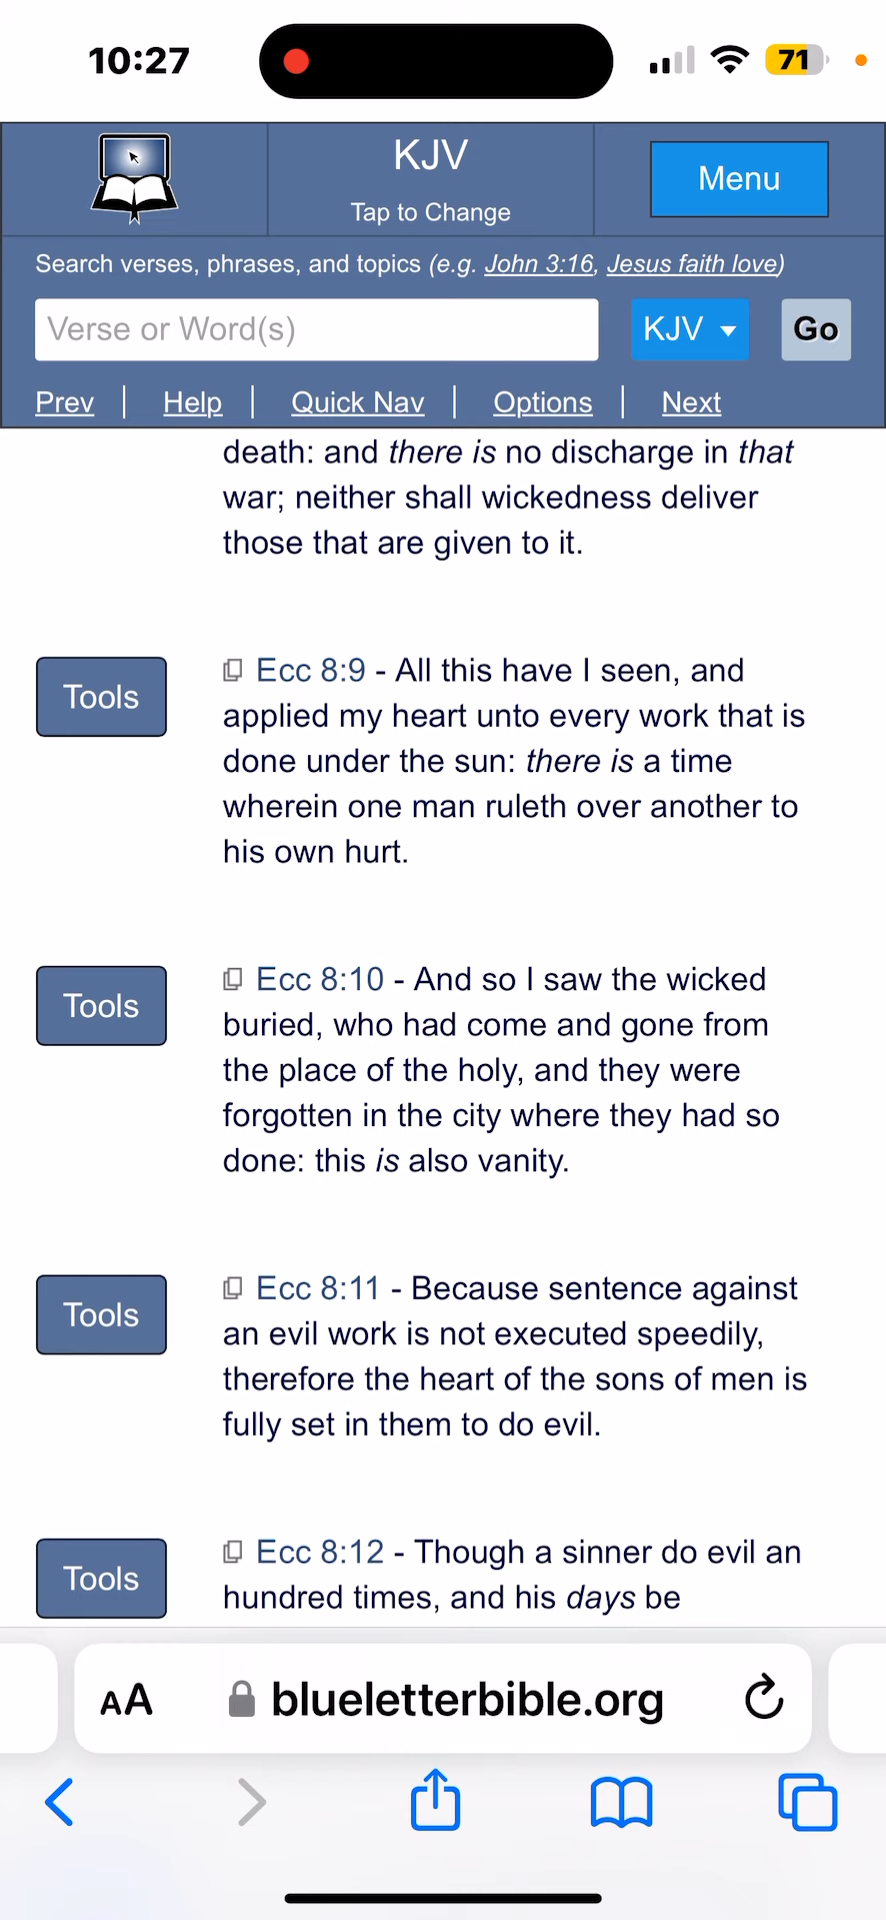 10:27
71
KJV
Tap to Change
Menu
Search verses, phrases, and topics (e.g. John 3:16, Jesus faith love)
Verse or Word(s)
KJV
Go
Prev | Help | Quick Nav | Options | Next
death: and there is no discharge in that
war; neither shall wickedness deliver
those that are given to it.
Tools
Ecc 8:9 - All this have I seen, and
applied my heart unto every work that is
done under the sun: there is a time
wherein one man ruleth over another to
his own hurt.
Tools
Ecc 8:10 - And so I saw the wicked
buried, who had come and gone from
the place of the holy, and they were
forgotten in the city where they had so
done: this is also vanity.
Tools
Ecc 8:11 - Because sentence against
an evil work is not executed speedily,
therefore the heart of the sons of men is
fully set in them to do evil.
Tools
Ecc 8:12 - Though a sinner do evil an
hundred times, and his days be
AA
blueletterbible.org